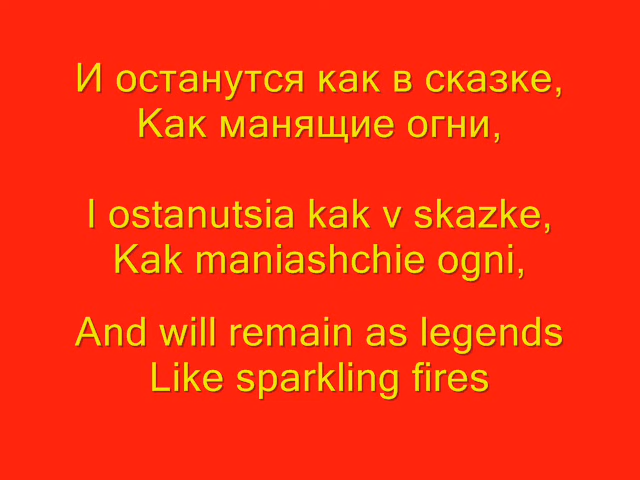 И останутся как в сказке,
Как манящие огни,
I ostanutsia kak v skazke,
Kak maniashchie ogni,
And will remain as legends
Like sparkling fires